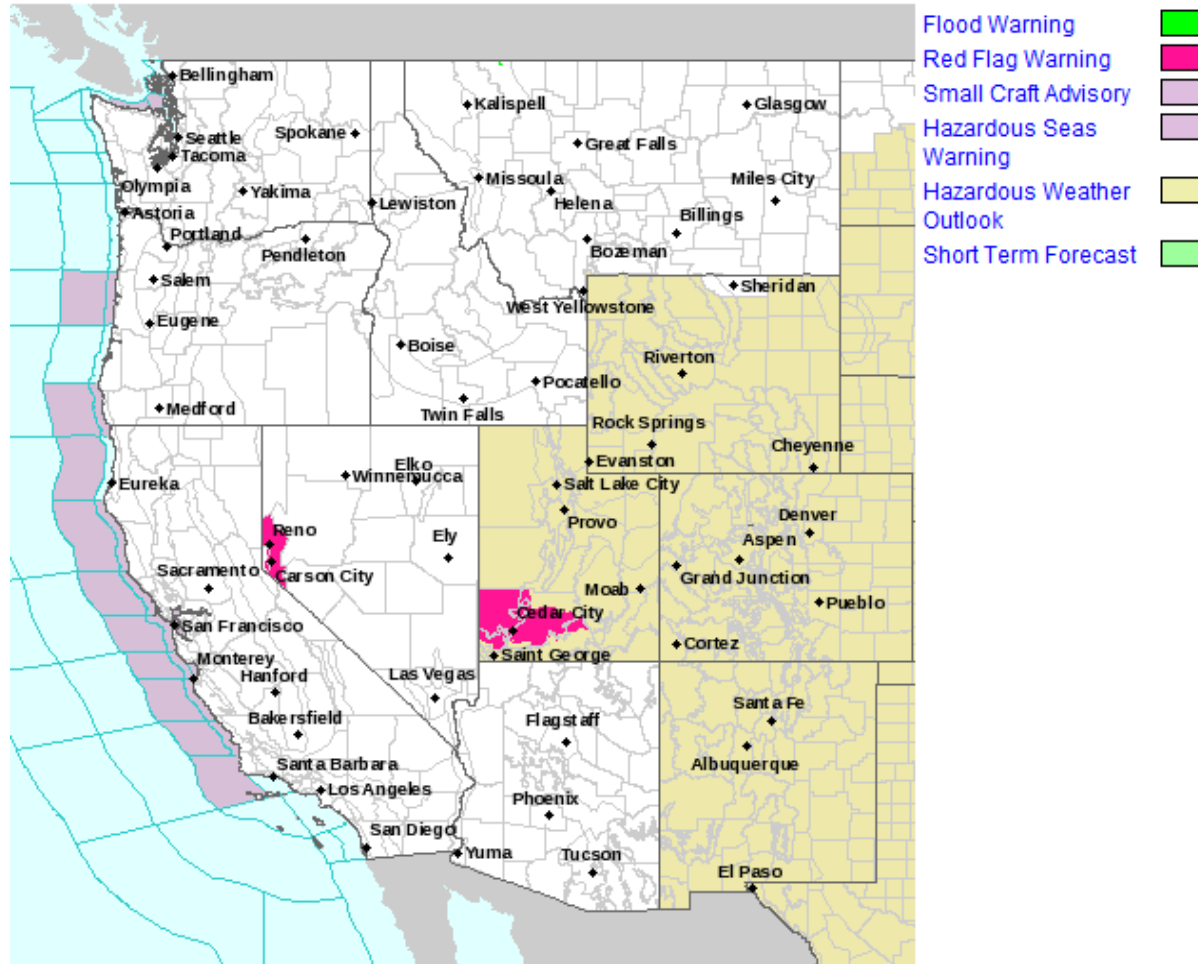 Flood Warning
Red Flag Warning
Small Craft Advisory
Hazardous Seas
Warning
Hazardous Weather
Outlook
Short Term Forecast
Bellingham
Kalispell
Glasgow
Seattle
Spokane
Great Falls
Tacoma
Olympia
Missoula
Miles City
Yakima
Helena
Lewiston
Astoria
Billings
Portland
Pendleton
Bozeman
Salem
Sheridan
West Yellowstone
Eugene
Boise
Riverton
Pocatello
Medford
Twin Falls
Rock Springs
Cheyenne
Evanston
Elko
Winnemucca
Eureka
Salt Lake City
Provo
Denver
Reno
Ely
Aspen
Sacramento
Carson City
Grand Junction
Moab
Pueblo
Cedar City
San Francisco
Cortez
Saint George
Monterey
Hanford
Las Vegas
Santa Fe
Bakersfield
Flagstaff
Albuquerque
Santa Barbara
Los Angeles
Phoenix
San Diego
Yuma
Tucson
El Paso